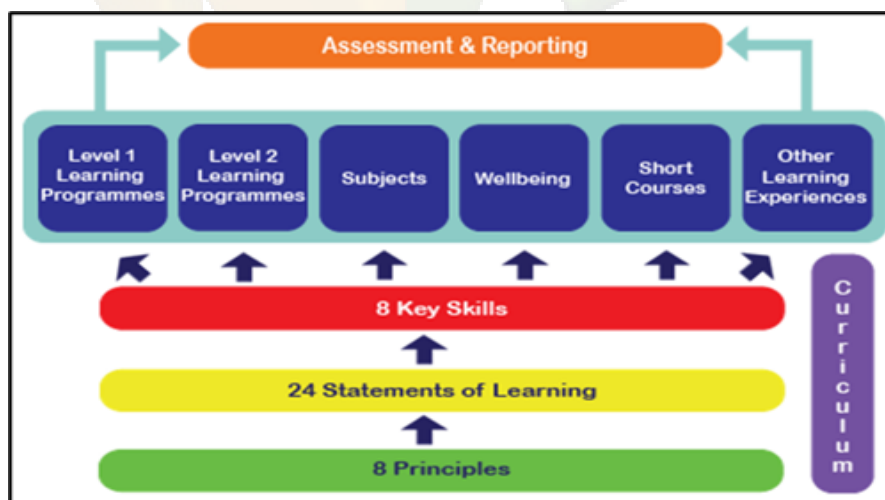 Assessment & Reporting
Level 1
Learning
Programmes
Level 2
Learning
Programmes
Subjects
Wellbeing
Short
Courses
Other
Learning
Experiences
8 Key Skills
24 Statements of Learning
8 Principles
Curriculum